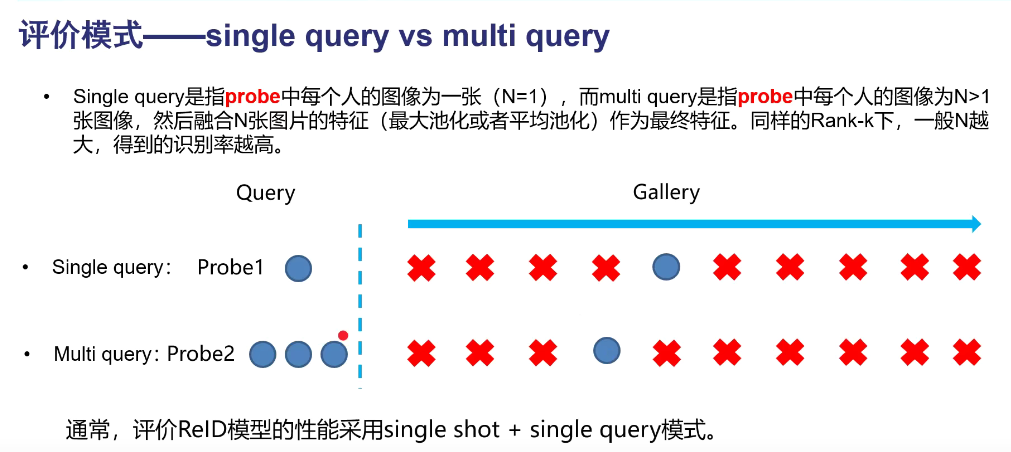 评价模式——single query vs multi query
• Single query是指probe中每个人的图像为一张（N=1），而multi query是指probe中每个人的图像为N>1
张图像，然后融合N张图片的特征（最大池化或者平均池化）作为最终特征。同样的Rank-k下，一般N越
大，得到的识别率越高。
Query Gallery
• Single query： Probe1
• Multi query：Probe2
通常，评价ReID模型的性能采用single shot + single query模式。